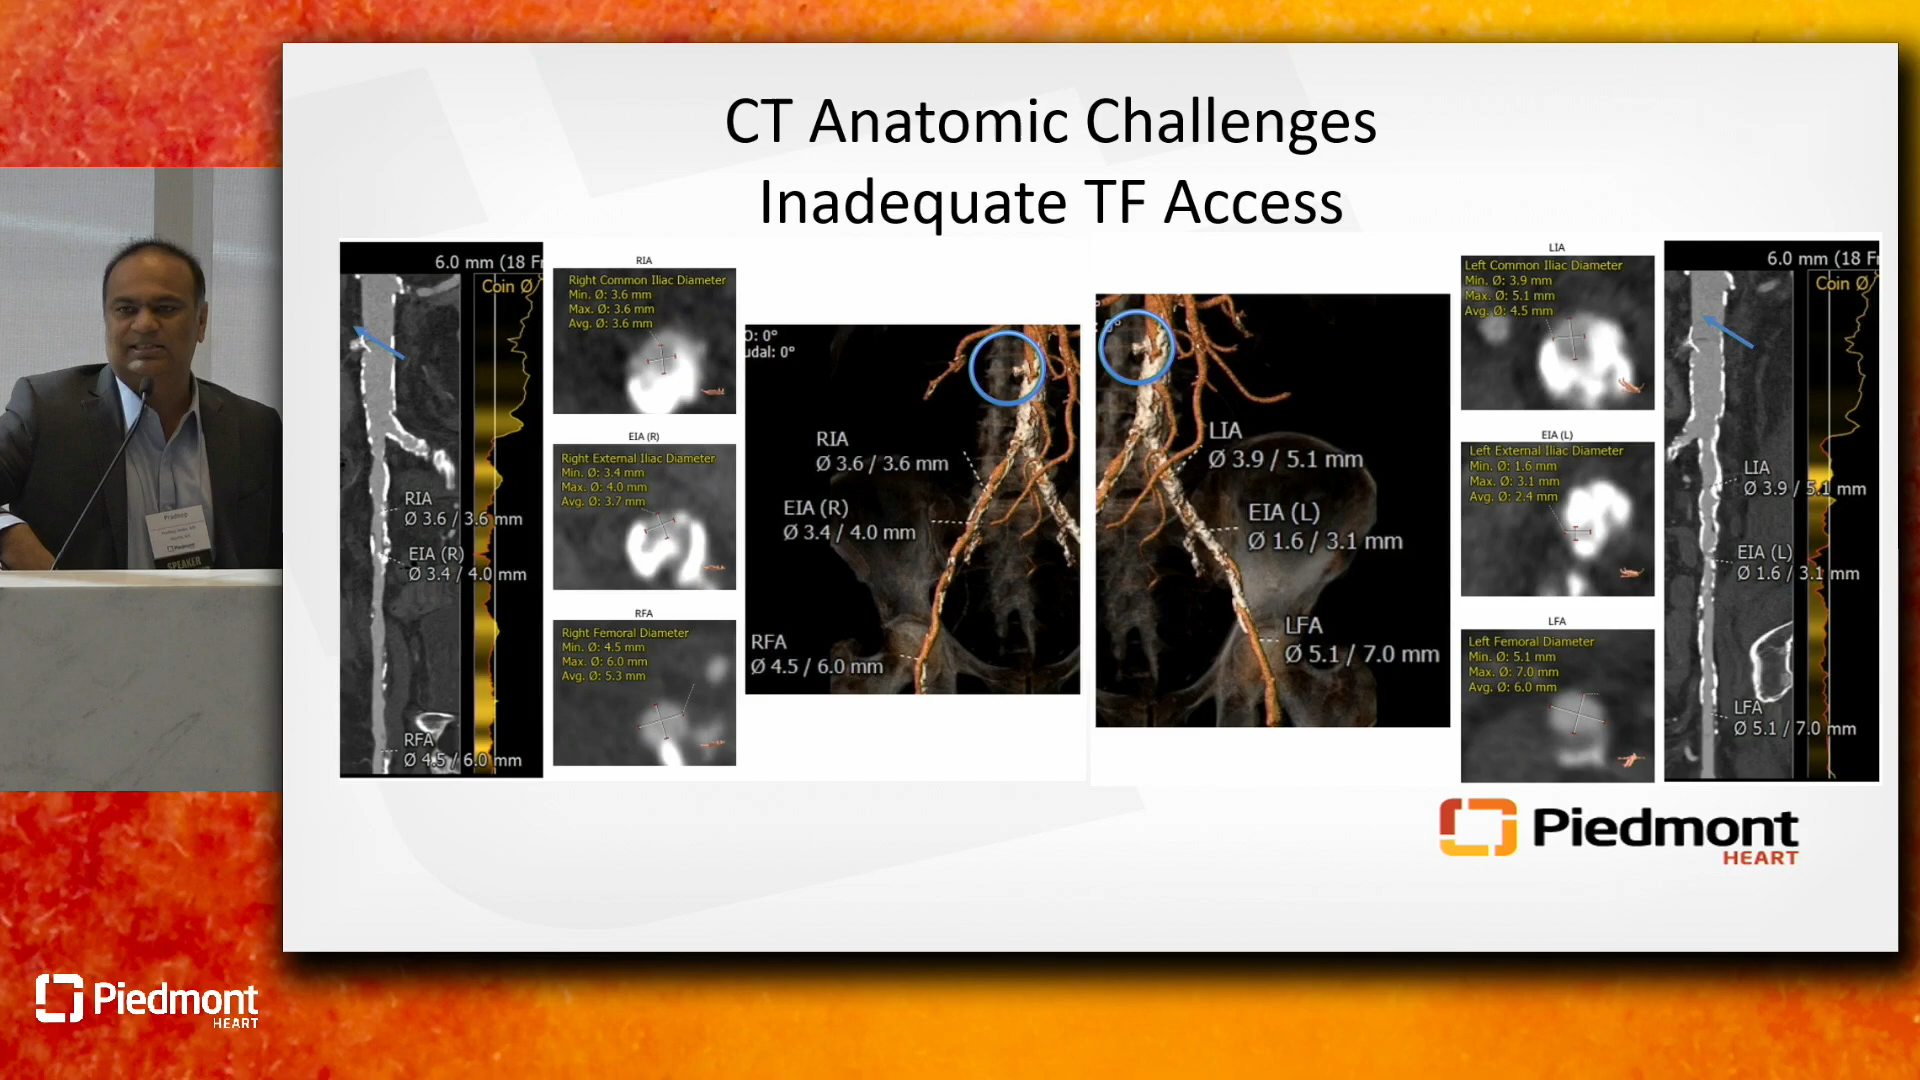 CT Anatomic Challenges
Inadequate TF Access
6.0 mm (18 Fr
Coin Ø
RIA
Ø 3.6 / 3.6 mm
EIA (R)
Ø 3.4 / 4.0 mm
RFA
Ø 4.5 / 6.0 mm
RIA
Right Common Iliac Diameter
Min. Ø: 3.6 mm
Max. Ø: 3.6 mm
Avg. Ø: 3.6 mm
EIA (R)
Right External Iliac Diameter
Min. Ø: 3.4 mm
Max. Ø: 4.0 mm
Avg. Ø: 3.7 mm
RFA
Right Femoral Diameter
Min. Ø: 4.5 mm
Max. Ø: 6.0 mm
Avg. Ø: 5.3 mm
O: 0°
udal: 0°
RIA
Ø 3.6 / 3.6 mm
EIA (R)
Ø 3.4 / 4.0 mm
RFA
Ø 4.5 / 6.0 mm
LIA
Ø 3.9 / 5.1 mm
EIA (L)
Ø 1.6 / 3.1 mm
LFA
Ø 5.1 / 7.0 mm
LIA
Left Common Iliac Diameter
Min. Ø: 3.9 mm
Max. Ø: 5.1 mm
Avg. Ø: 4.5 mm
EIA (L)
Left External Iliac Diameter
Min. Ø: 1.6 mm
Max. Ø: 3.1 mm
Avg. Ø: 2.4 mm
LFA
Left Femoral Diameter
Min. Ø: 5.1 mm
Max. Ø: 7.0 mm
Avg. Ø: 6.0 mm
6.0 mm (18 Fr
Coin Ø
LIA
Ø 3.9 / 5.1 mm
EIA (L)
Ø 1.6 / 3.1 mm
LFA
Ø 5.1 / 7.0 mm
Piedmont
HEART
Pradeep
Piedmont
SPEAKER
Piedmont
HEART